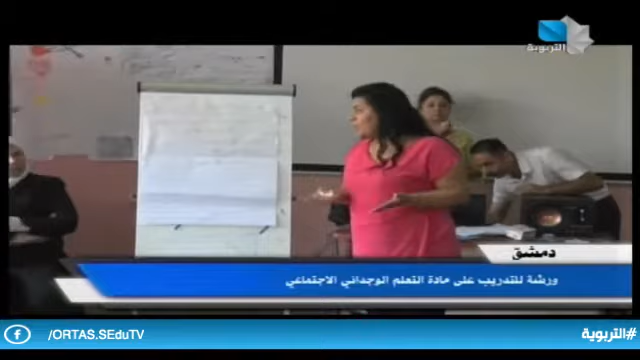 التربوية
دمشق
ورشة للتدريب على مادة التعلم الوجداني الاجتماعي
/ORTAS.SEduTV
#التربوية